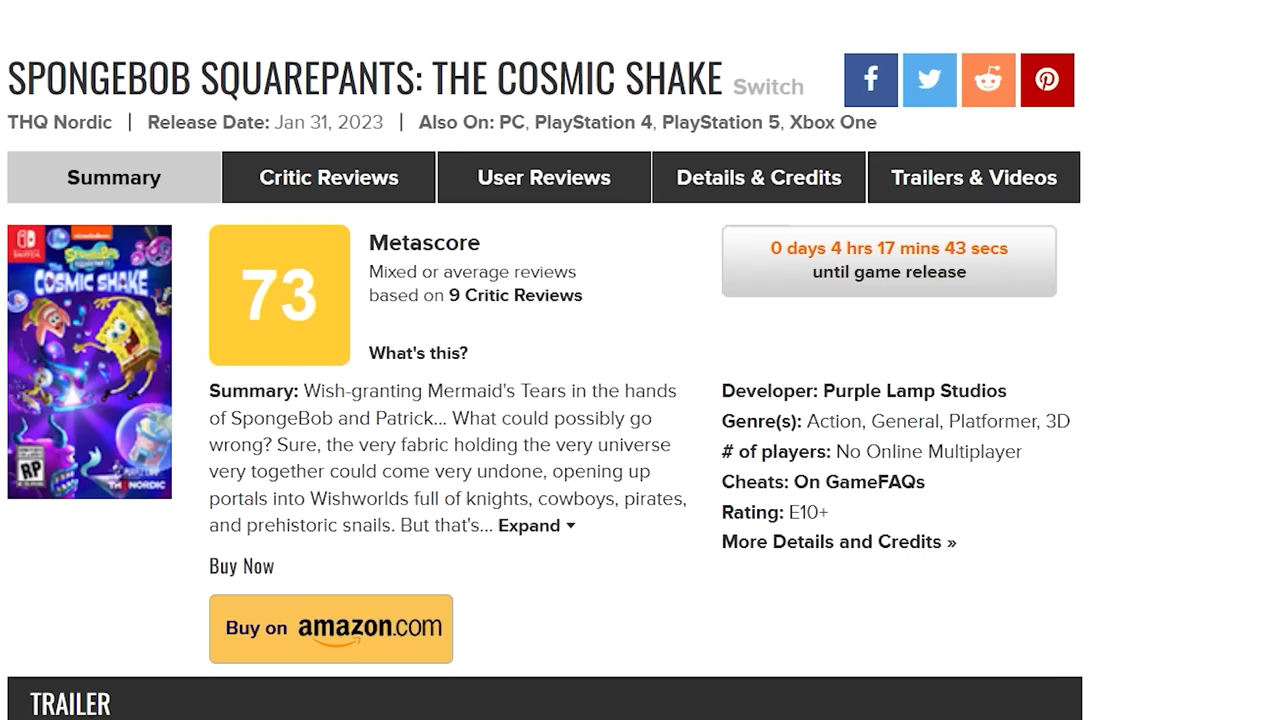 SPONGEBOB SQUAREPANTS: THE COSMIC SHAKE Switch
THQ Nordic | Release Date: Jan 31, 2023 | Also On: PC, PlayStation 4, PlayStation 5, Xbox One
Summary
Critic Reviews
User Reviews
Details & Credits
Trailers & Videos
COSMIC SHAKE
RP
THQ NORDIC
73
Metascore
Mixed or average reviews
based on 9 Critic Reviews
What's this?
0 days 4 hrs 17 mins 43 secs
until game release
Summary: Wish-granting Mermaid's Tears in the hands
of SpongeBob and Patrick... What could possibly go
wrong? Sure, the very fabric holding the very universe
very together could come very undone, opening up
portals into Wishworlds full of knights, cowboys, pirates,
and prehistoric snails. But that's... Expand
Developer: Purple Lamp Studios
Genre(s): Action, General, Platformer, 3D
# of players: No Online Multiplayer
Cheats: On GameFAQs
Rating: E10+
More Details and Credits »
Buy Now
Buy on amazon.com
TRAILER